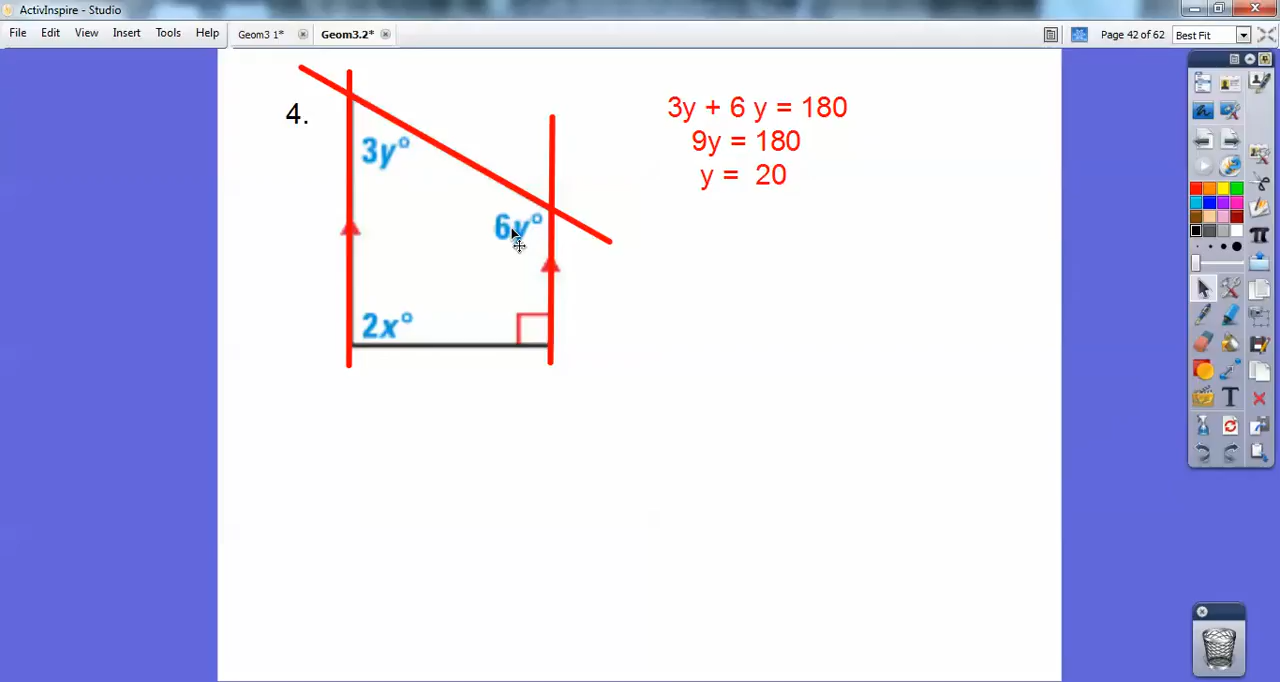 ActivInspire - Studio
File Edit View Insert Tools Help Geom3 1* Geom3.2* Page 42 of 62 Best Fit
4.
3y°
6y°
2x°
3y + 6 y = 180
9y = 180
y = 20